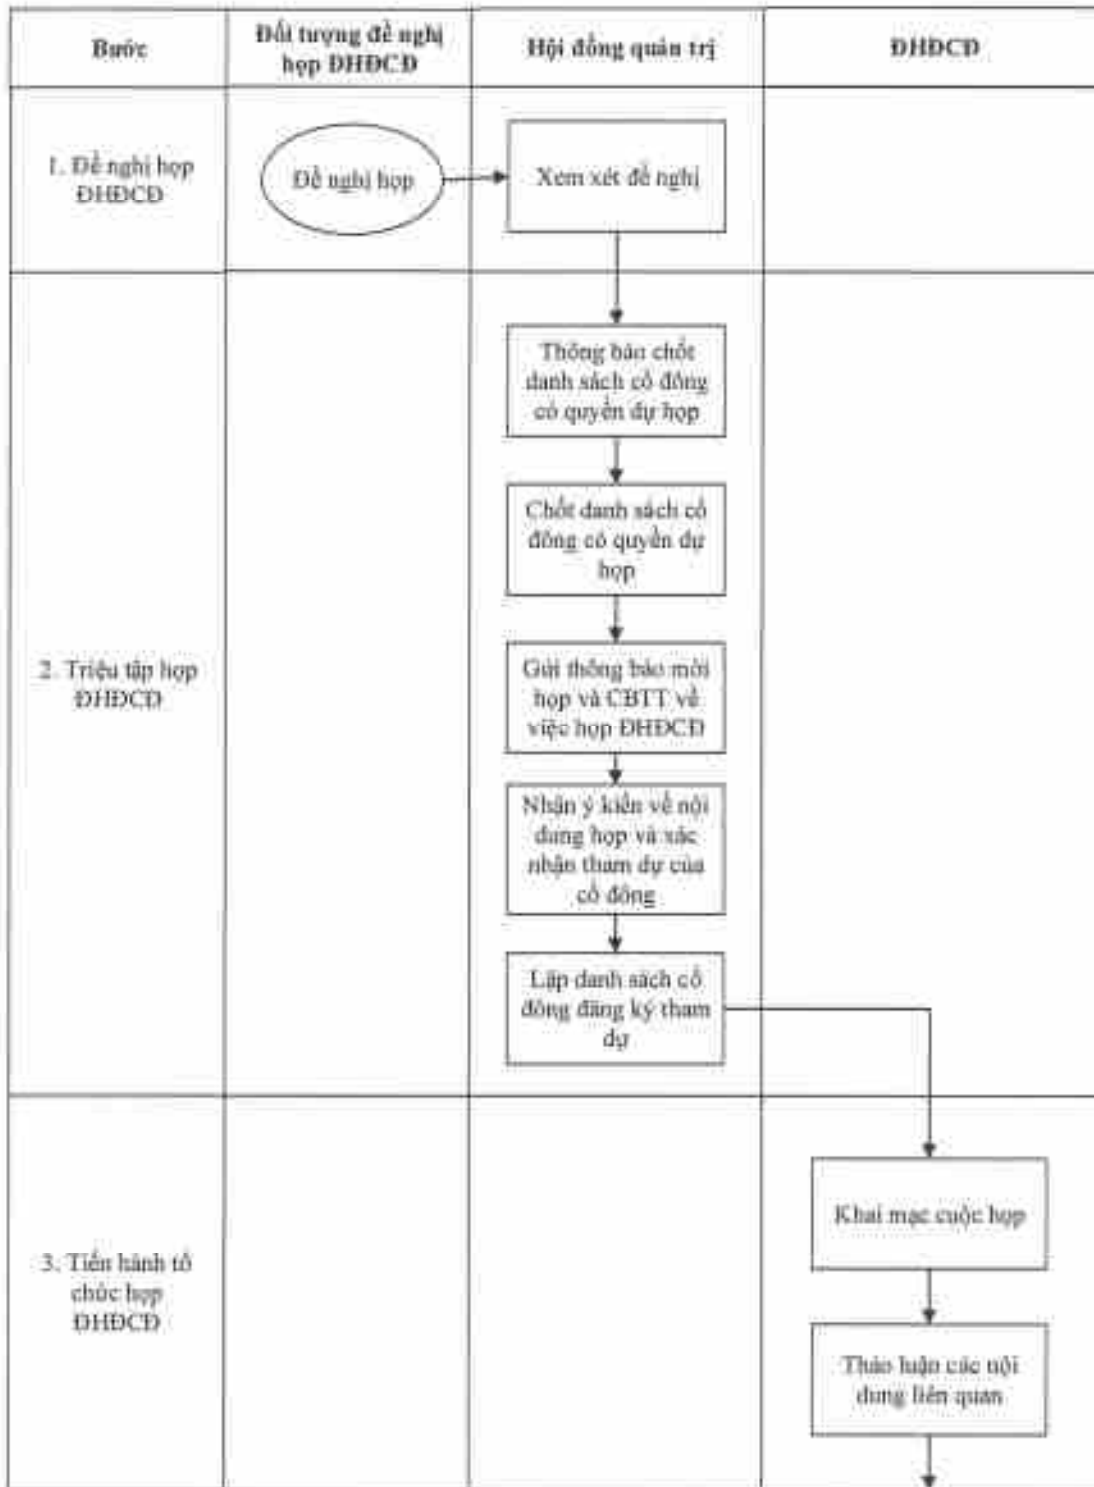 Bước
Đối tượng đề nghị
họp ĐHĐCĐ
Hội đồng quản trị
ĐHĐCĐ
1. Đề nghị họp
ĐHĐCĐ
Đề nghị họp
Xem xét đề nghị
2. Triệu tập họp
ĐHĐCĐ
Thông báo chốt
danh sách cổ đông
có quyền dự họp
Chốt danh sách cổ
đông có quyền dự
họp
Gửi thông báo mời
họp và CBTT về
việc họp ĐHĐCĐ
Nhận ý kiến về nội
dung họp và xác
nhận tham dự của
cổ đông
Lập danh sách cổ
đông đăng ký tham
dự
3. Tiến hành tổ
chức họp
ĐHĐCĐ
Khai mạc cuộc họp
Thảo luận các nội
dung liên quan